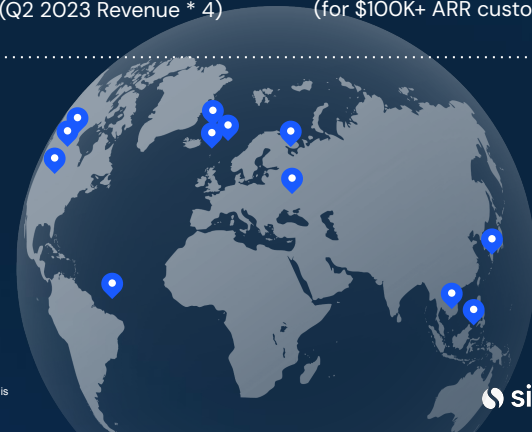 (Q2 2023 Revenue * 4)
(for $100K+ ARR custo
is
si